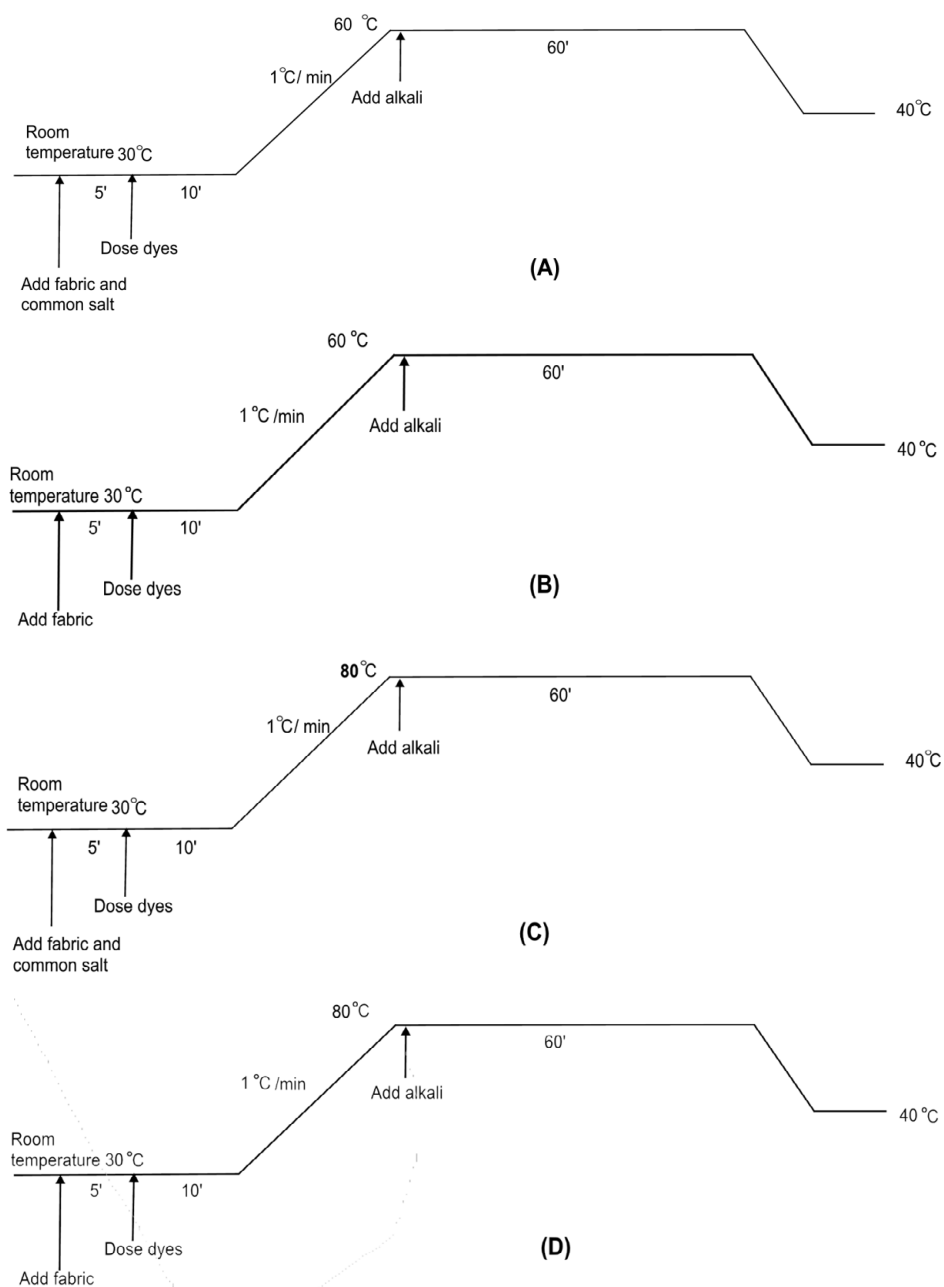 60 °C
60'
1°C/ min
Add alkali
40°C
Room
temperature 30°C
5'
10'
Dose dyes
Add fabric and
common salt
(A)
60 °C
60'
1 °C /min
Add alkali
40 °C
Room
temperature 30 °C
5'
10'
Dose dyes
Add fabric
(B)
80°C
60'
1°C/ min
Add alkali
40°C
Room
temperature 30°C
5'
10'
Dose dyes
Add fabric and
common salt
(C)
80 °C
60'
1 °C /min
Add alkali
40 °C
Room
temperature 30 °C
5'
10'
Dose dyes
Add fabric
(D)